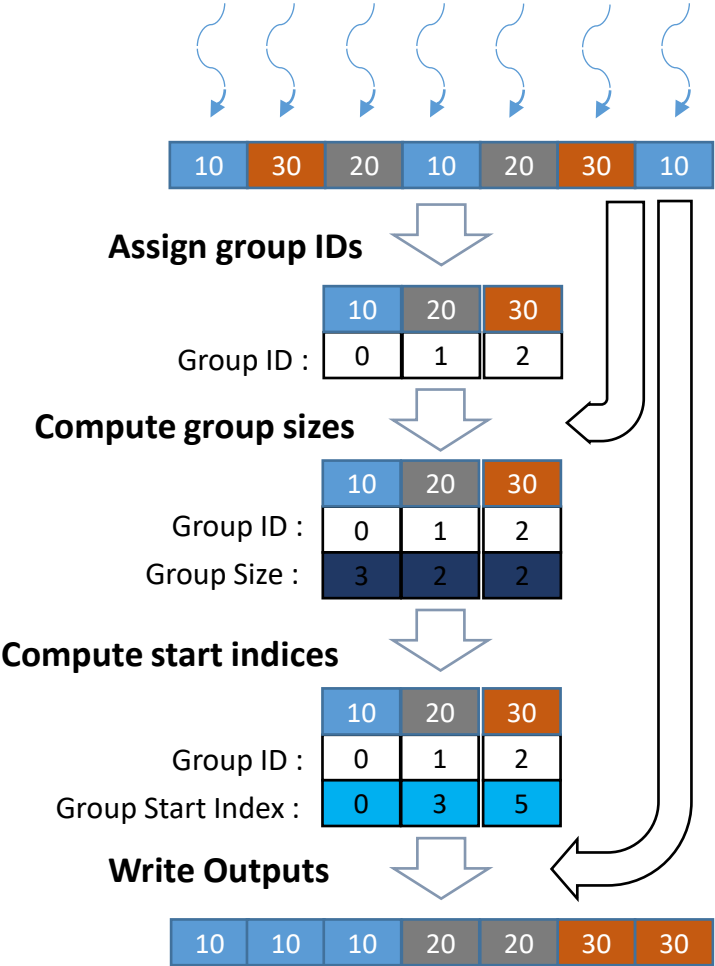 10 30 20 10 20 30 10
Assign group IDs
10 20 30
Group ID : 0 1 2
Compute group sizes
10 20 30
Group ID : 0 1 2
Group Size : 3 2 2
Compute start indices
10 20 30
Group ID : 0 1 2
Group Start Index : 0 3 5
Write Outputs
10 10 10 20 20 30 30